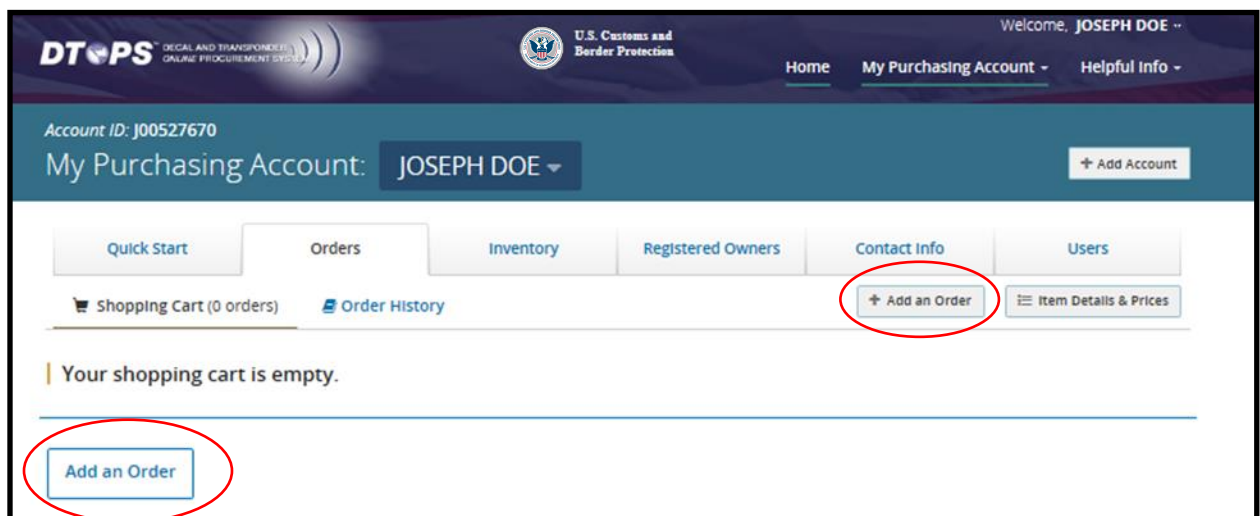 DTOPS DECAL AND TRANSPONDER
ONLINE PROCUREMENT SYSTEM
U.S. Customs and
Border Protection
Welcome, JOSEPH DOE
Home My Purchasing Account Helpful Info
Account ID: J00527670
My Purchasing Account: JOSEPH DOE
+ Add Account
Quick Start Orders Inventory Registered Owners Contact Info Users
Shopping Cart (0 orders) Order History + Add an Order Item Details & Prices
Your shopping cart is empty.
Add an Order